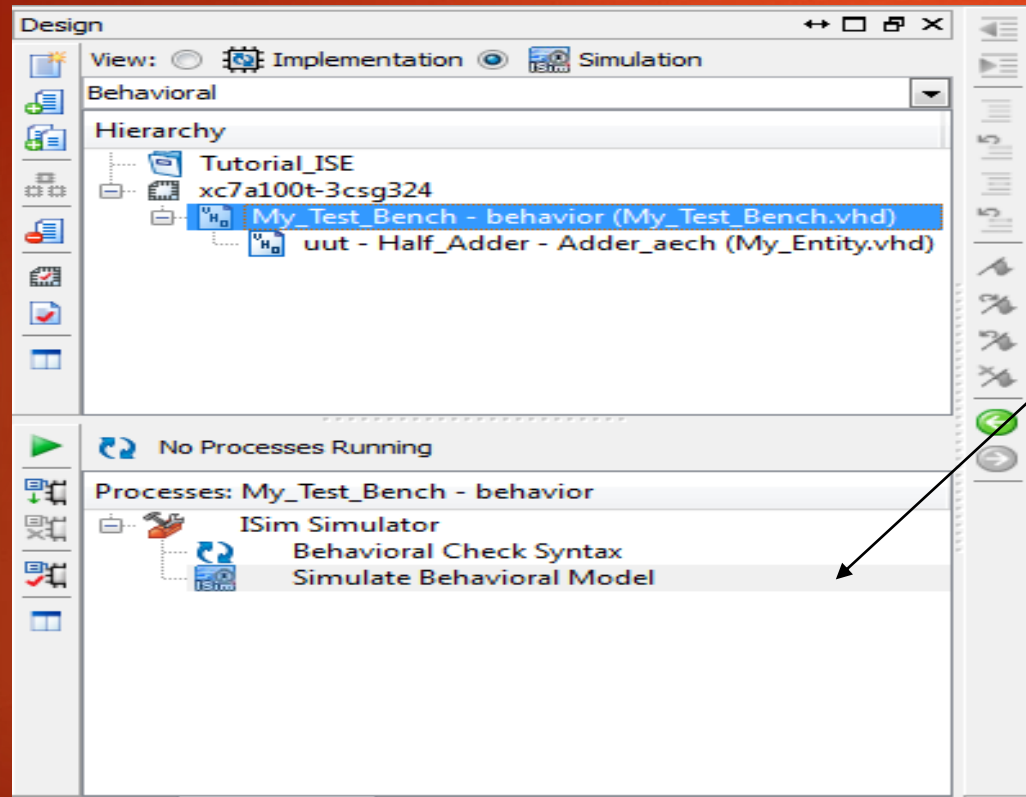 Design
View: Implementation Simulation
Behavioral
Hierarchy
Tutorial_ISE
xc7a100t-3csg324
My_Test_Bench - behavior (My_Test_Bench.vhd)
uut - Half_Adder - Adder_aech (My_Entity.vhd)
No Processes Running
Processes: My_Test_Bench - behavior
ISim Simulator
Behavioral Check Syntax
Simulate Behavioral Model